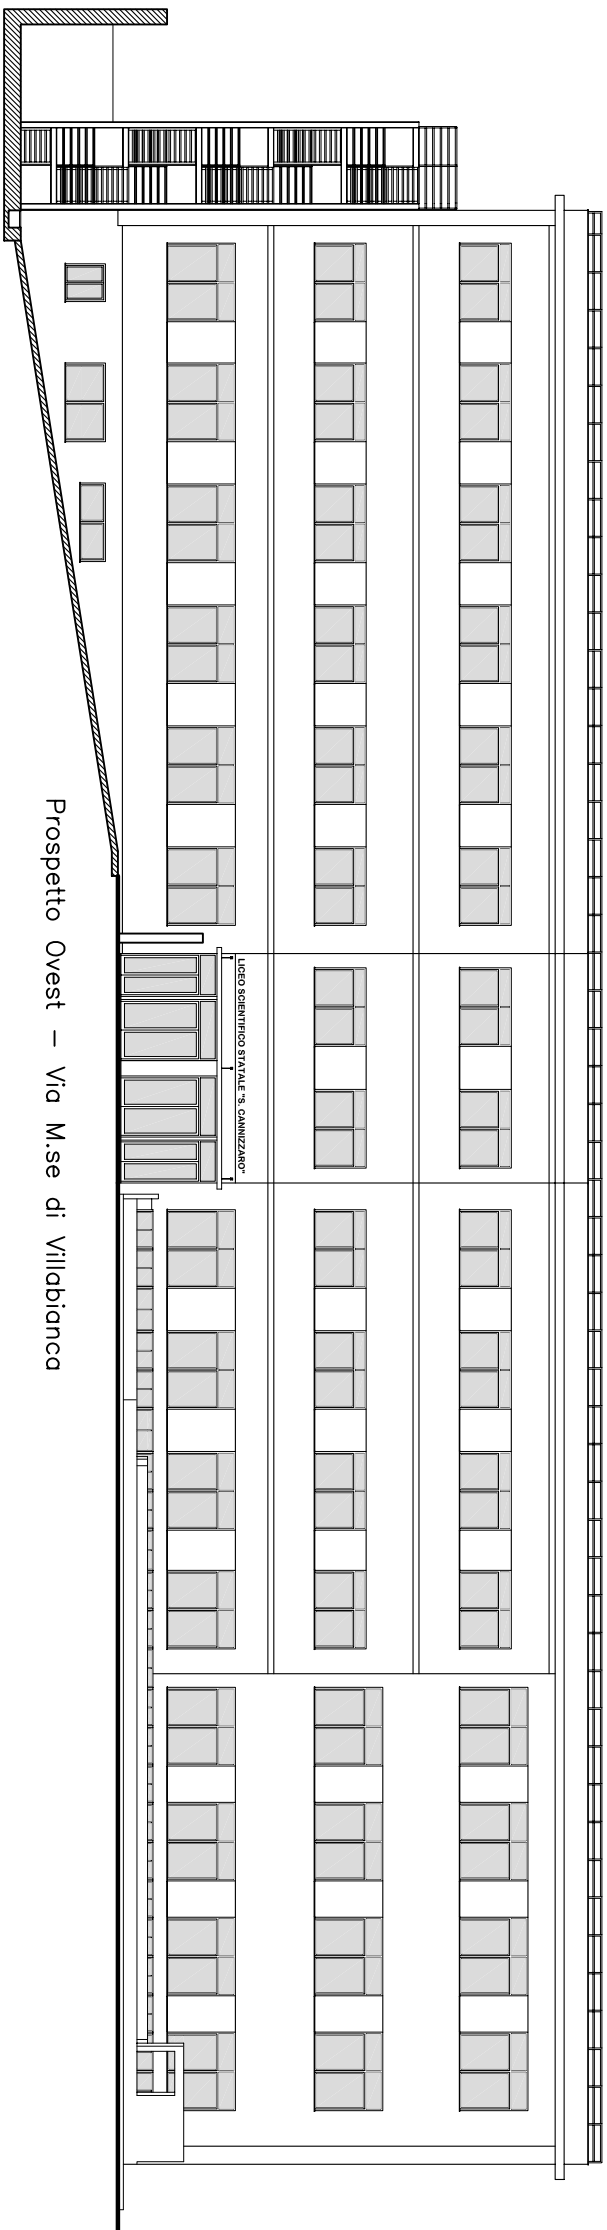 LICEO SCIENTIFICO STATALE "S. CANNIZZARO"
Prospetto Ovest – Via M.se di Villabianca